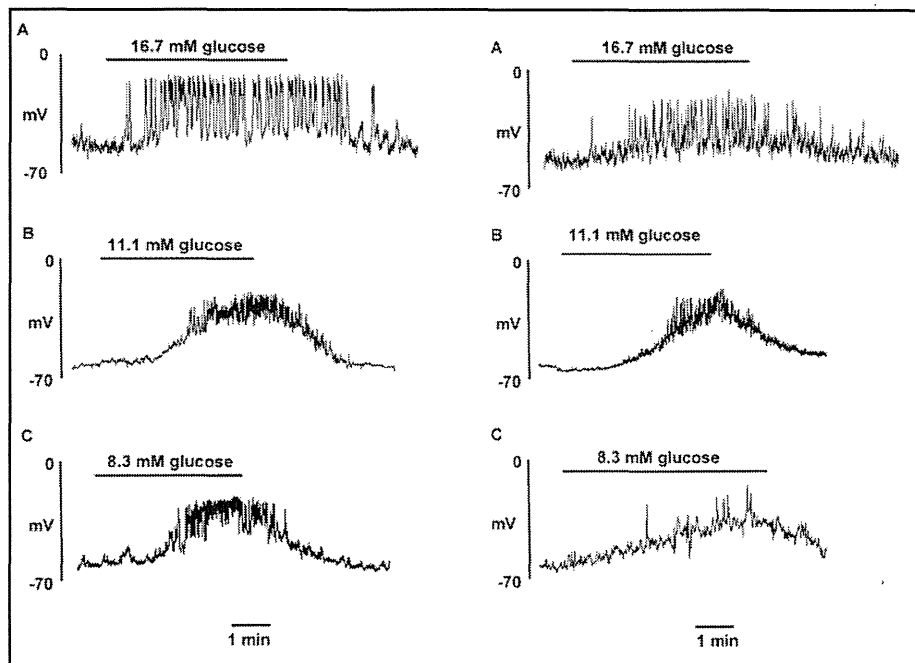 A
16.7 mM glucose
0
mV
-70
B
11.1 mM glucose
0
mV
-70
C
8.3 mM glucose
0
mV
-70
1 min
A
16.7 mM glucose
0
mV
-70
B
11.1 mM glucose
0
mV
-70
C
8.3 mM glucose
0
mV
-70
1 min